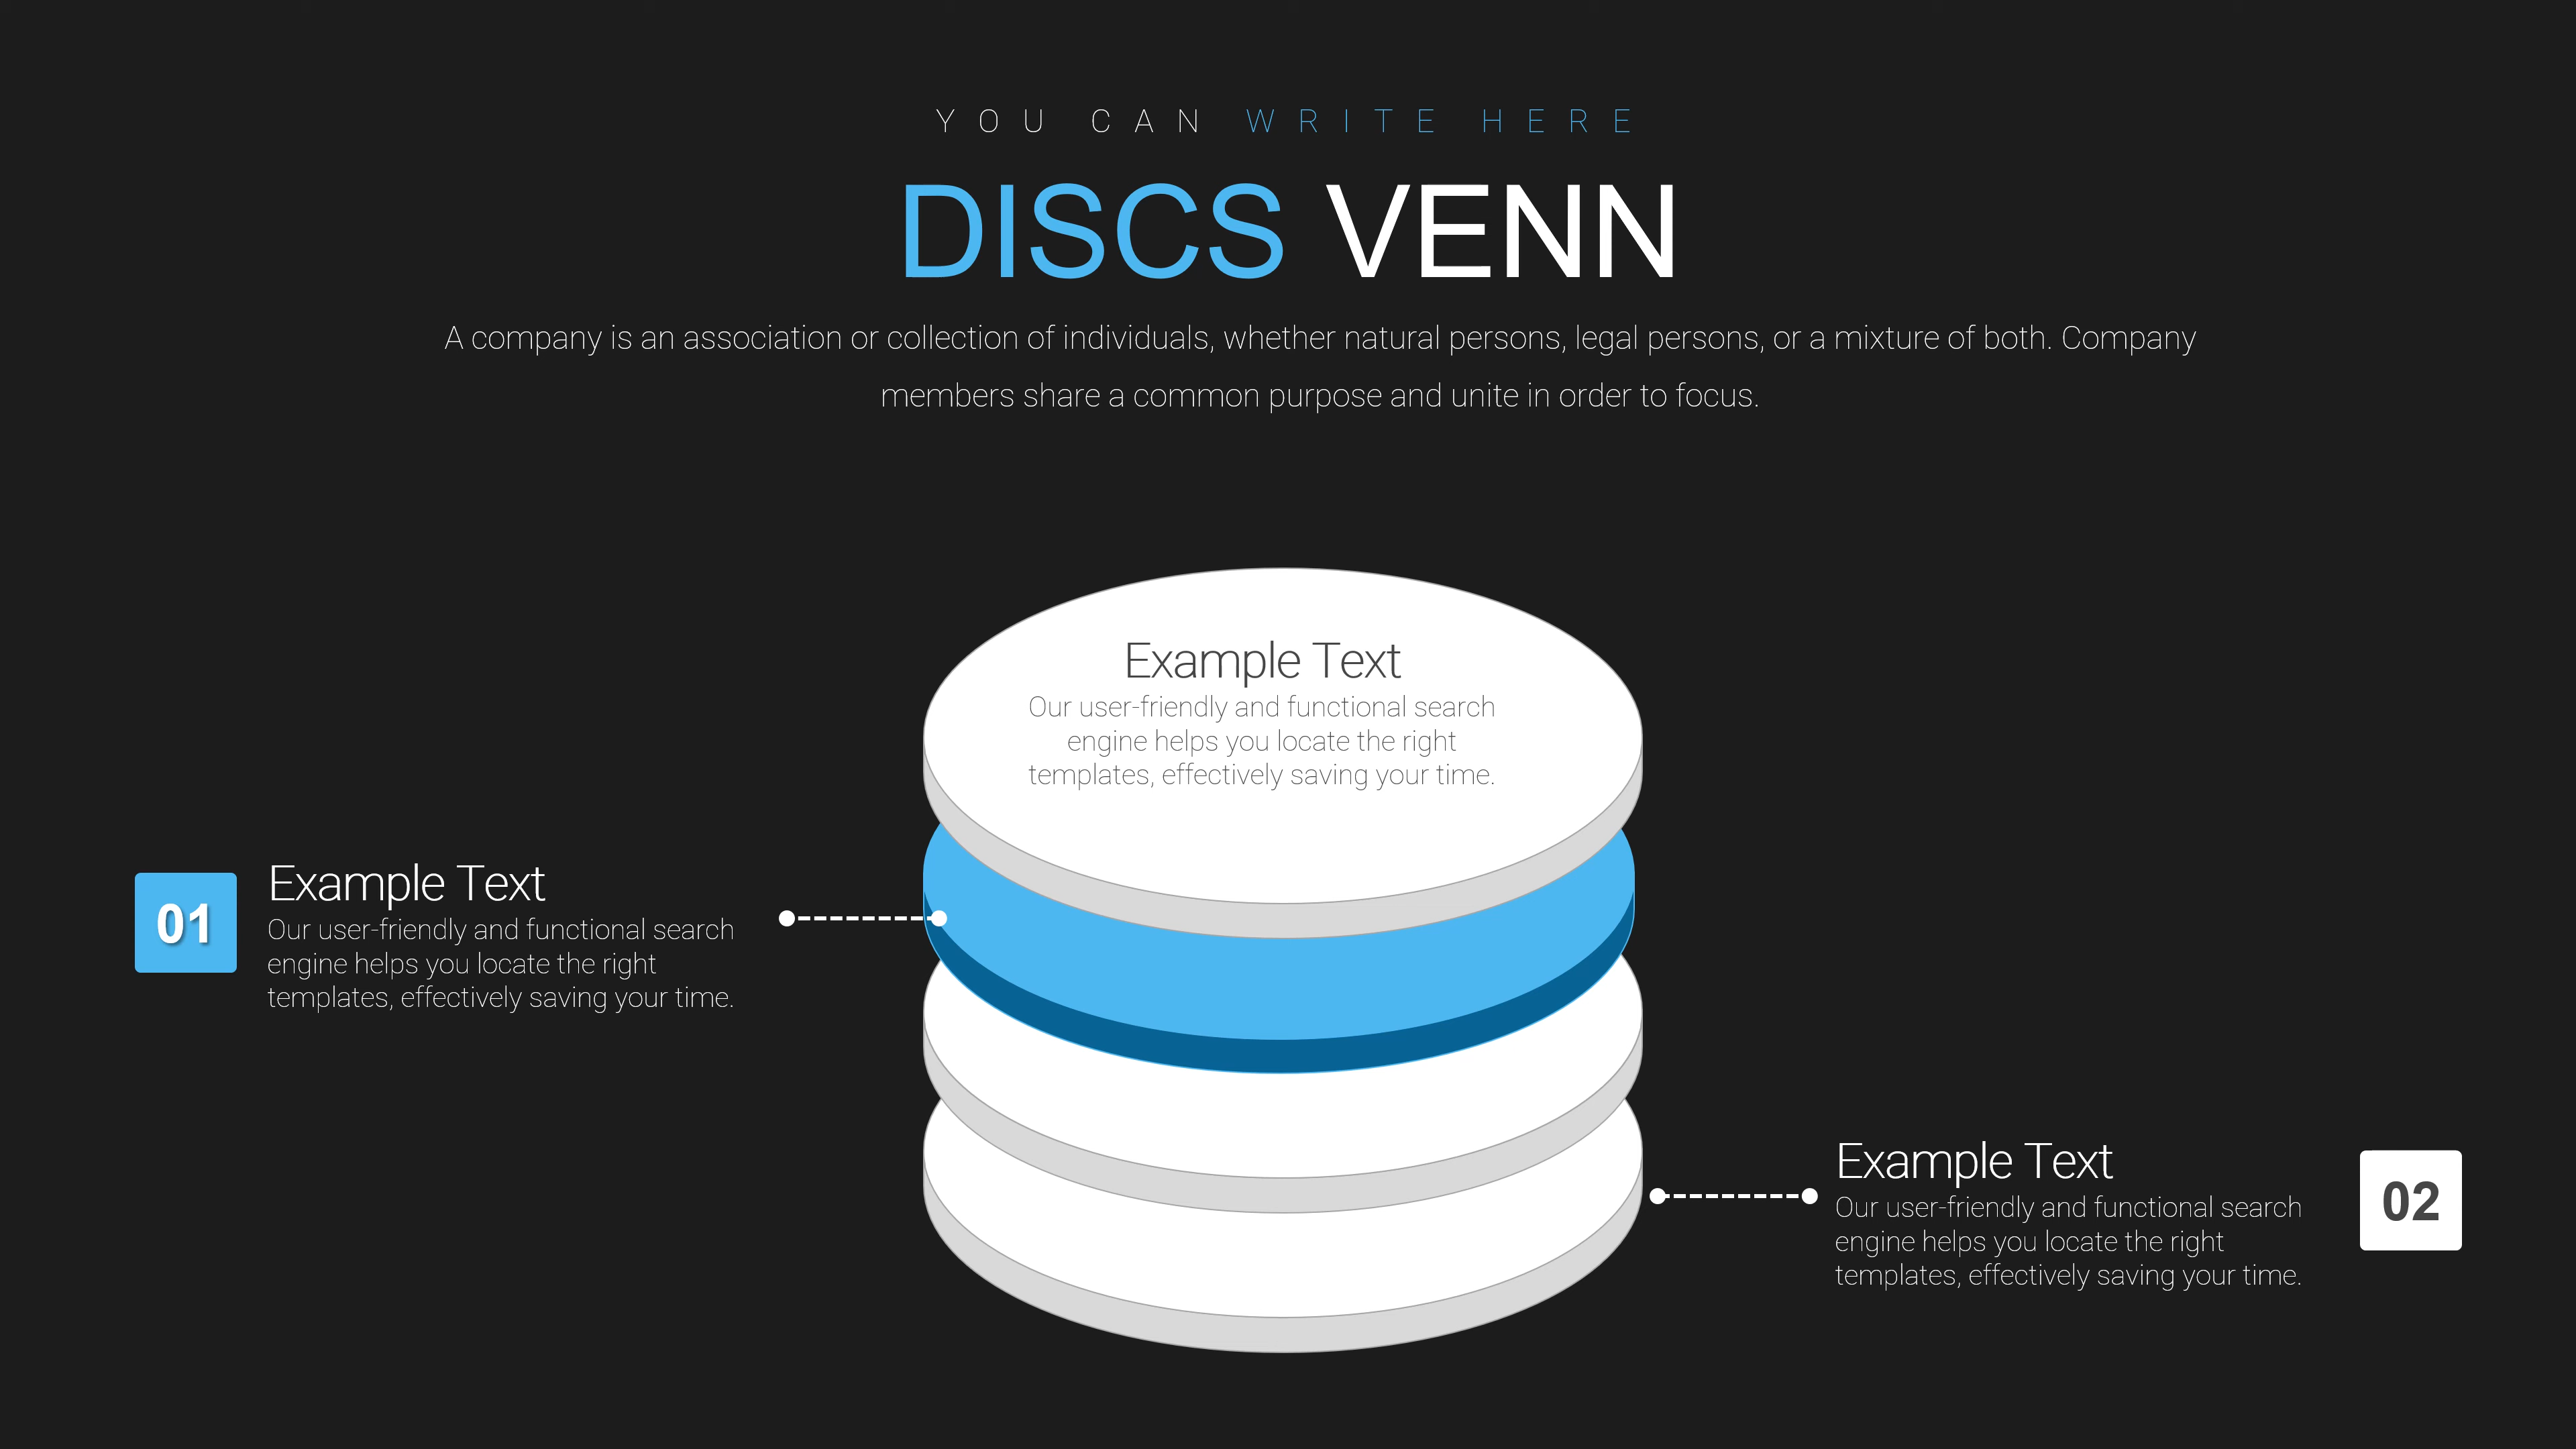 YOU CAN WRITE HERE
DISCS VENN
A company is an association or collection of individuals, whether natural persons, legal persons, or a mixture of both. Company
members share a common purpose and unite in order to focus.
Example Text
Our user-friendly and functional search
engine helps you locate the right
templates, effectively saving your time.
01
Example Text
Our user-friendly and functional search
engine helps you locate the right
templates, effectively saving your time.
Example Text
Our user-friendly and functional search
engine helps you locate the right
templates, effectively saving your time.
02